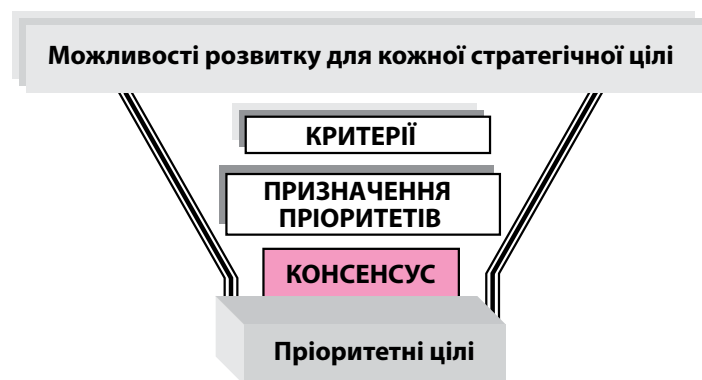 Можливості розвитку для кожної стратегічної цілі
КРИТЕРІЇ
ПРИЗНАЧЕННЯ
ПРІОРИТЕТІВ
КОНСЕНСУС
Пріоритетні цілі